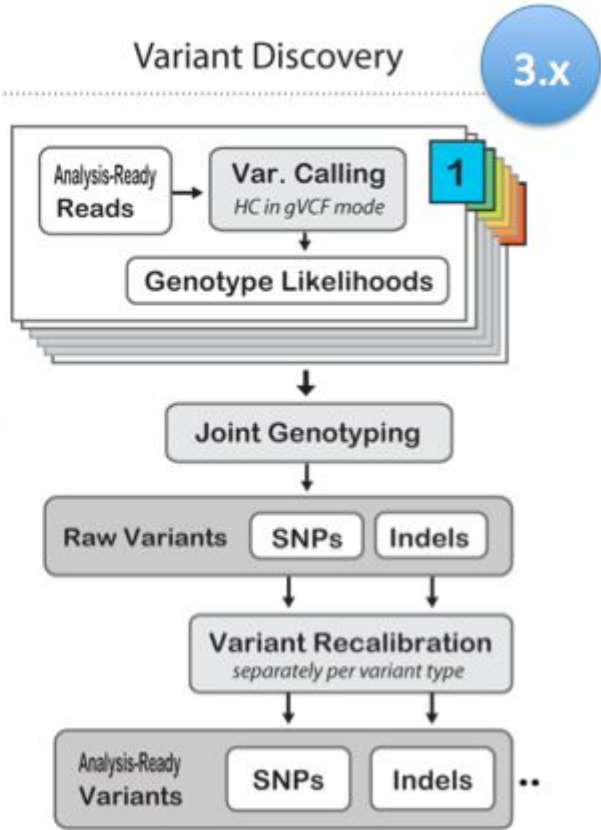 Variant Discovery
3.x
Analysis-Ready
Reads
Var. Calling
HC in gVCF mode
1
Genotype Likelihoods
Joint Genotyping
Raw Variants
SNPs
Indels
Variant Recalibration
separately per variant type
Analysis-Ready
Variants
SNPs
Indels